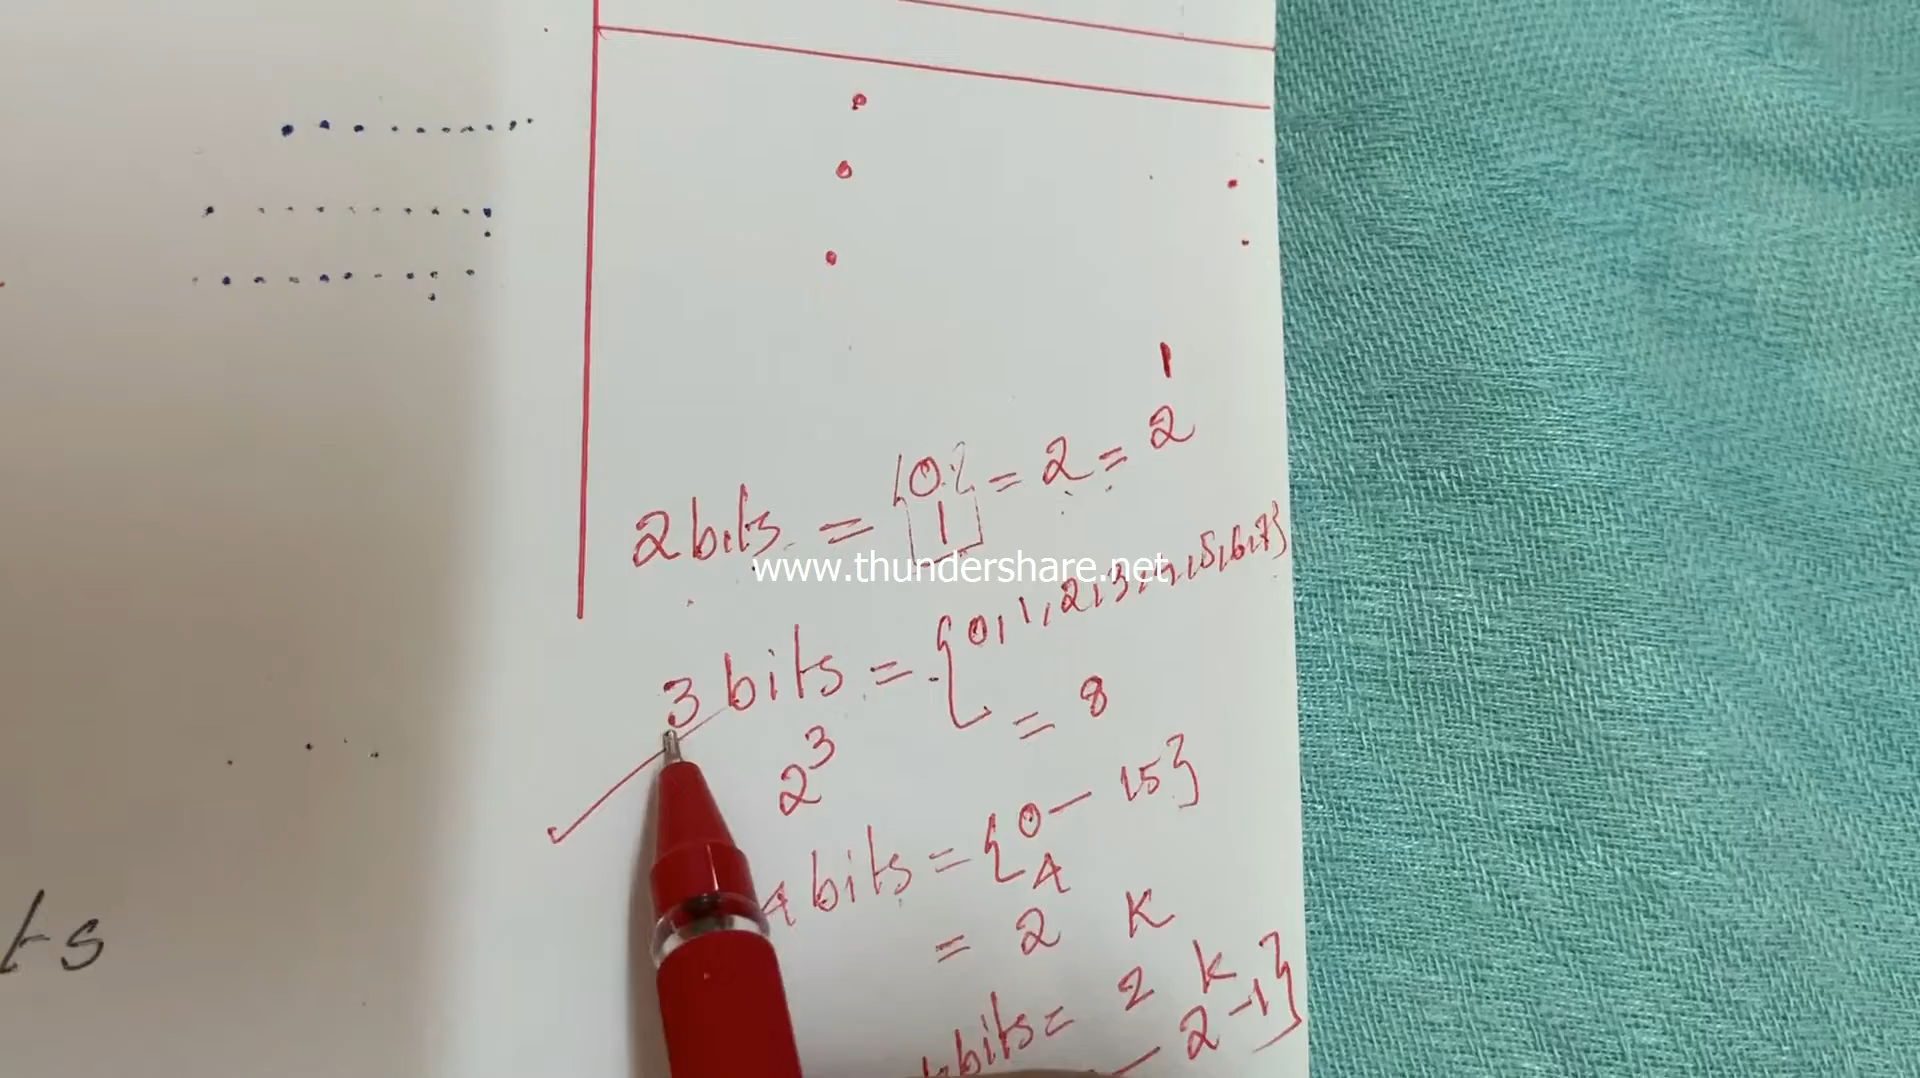 2 bits = {0, 1} = 2 = 2^1
www.thundershare.net
3 bits = {0, 1, 2, 3, 4, 5, 6, 7}
= 8
2^3
4 bits = {0 — 15}
= 2^4
k bits = 2^k
— 2^k-1}
ts